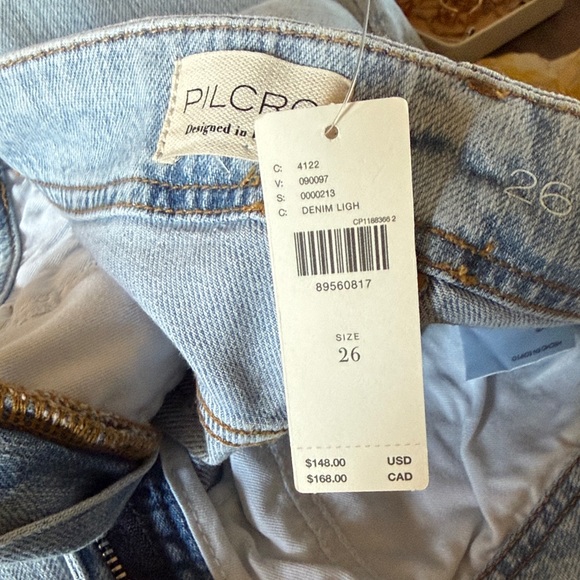 PILCRO
Designed in
C: 4122
V: 090097
S: 0000213
C: DENIM LIGH
CP1188366 2
89560817
SIZE
26
$148.00 USD
$168.00 CAD
26